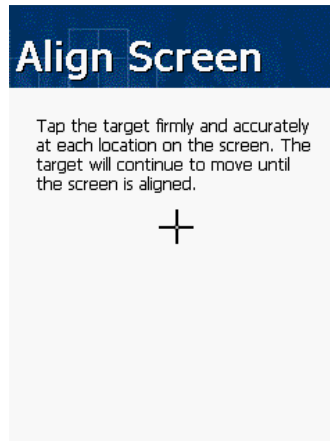 Align Screen
Tap the target firmly and accurately
at each location on the screen. The
target will continue to move until
the screen is aligned.